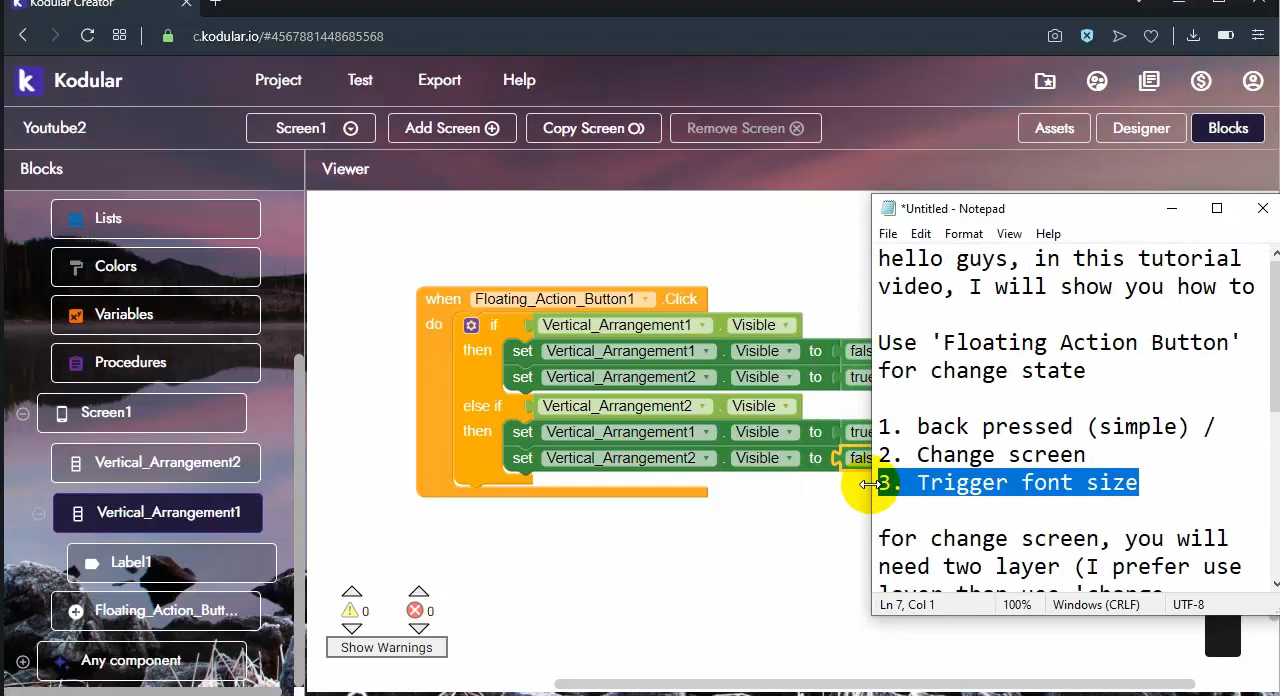 Kodular Creator
c.kodular.io/#4567881448685568
Kodular
Project
Test
Export
Help
Youtube2
Screen1
Add Screen
Copy Screen
Remove Screen
Assets
Designer
Blocks
Blocks
Viewer
Lists
Colors
Variables
Procedures
Screen1
Vertical_Arrangement2
Vertical_Arrangement1
Label1
Floating_Action_Butt...
Any component
when Floating_Action_Button1 .Click
do if Vertical_Arrangement1 . Visible
then set Vertical_Arrangement1 . Visible to fals
set Vertical_Arrangement2 . Visible to true
else if Vertical_Arrangement2 . Visible
then set Vertical_Arrangement1 . Visible to true
set Vertical_Arrangement2 . Visible to fals
0 0
Show Warnings
*Untitled - Notepad
File Edit Format View Help
hello guys, in this tutorial
video, I will show you how to
Use 'Floating Action Button'
for change state
1. back pressed (simple) /
2. Change screen
3. Trigger font size
for change screen, you will
need two layer (I prefer use
layer than use 'change
Ln 7, Col 1 100% Windows (CRLF) UTF-8